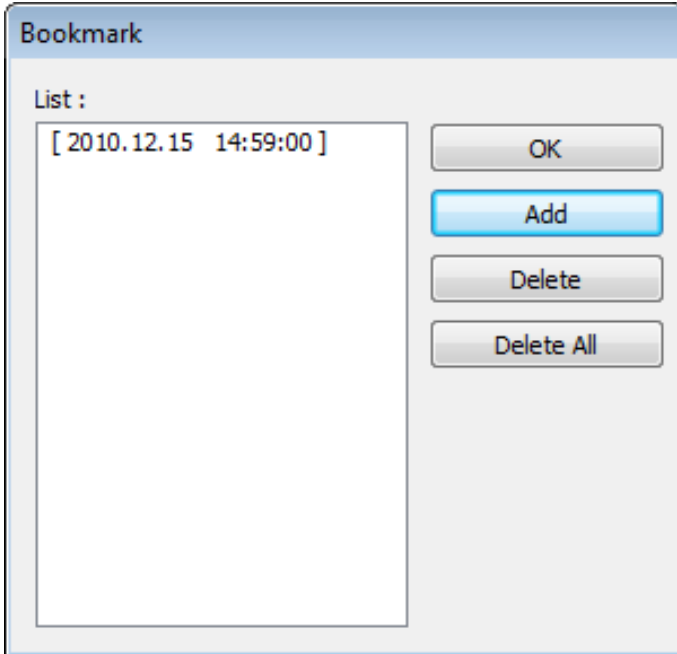 Bookmark
List :
[ 2010.12.15 14:59:00 ]
OK
Add
Delete
Delete All